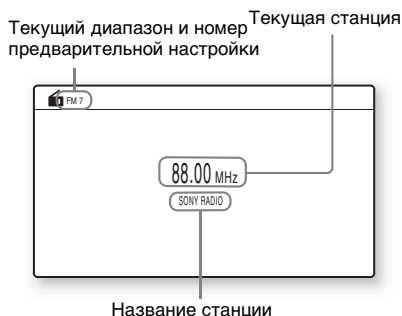 Текущий диапазон и номер
предварительной настройки
Текущая станция
FM 7
88.00 MHz
SONY RADIO
Название станции